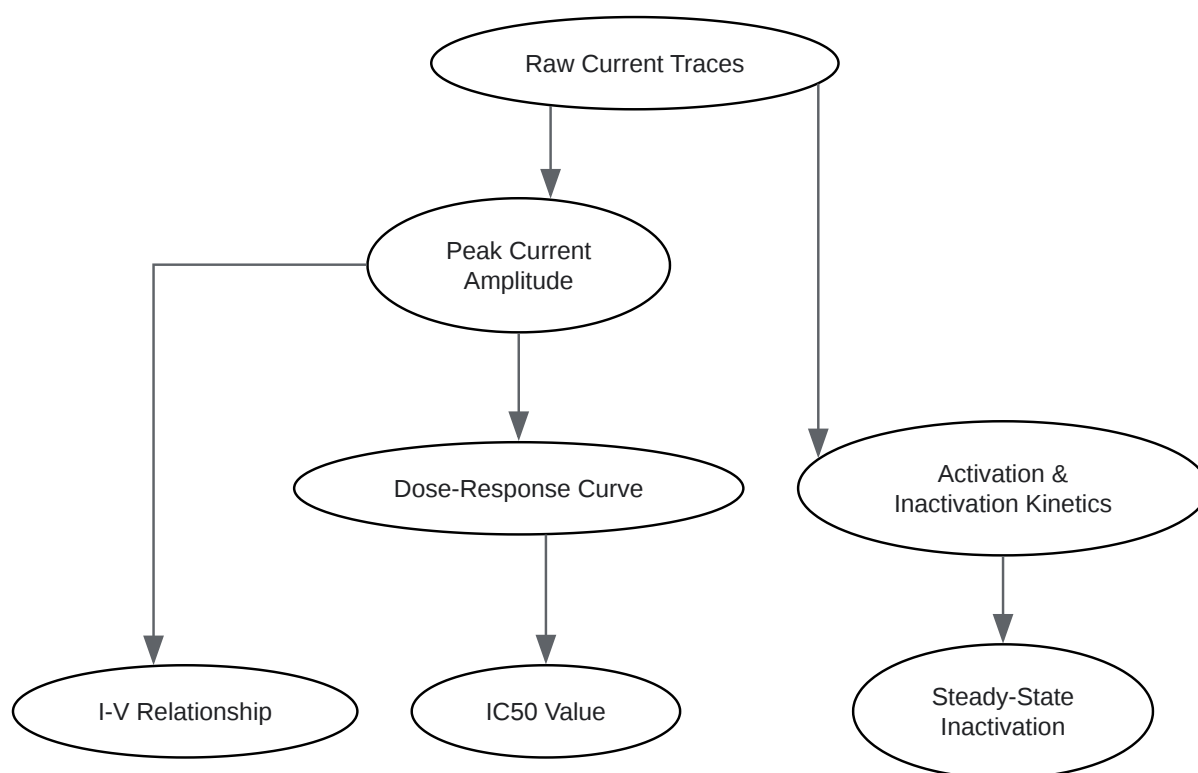 Raw Current Traces
Peak Current
Amplitude
Dose-Response Curve
Activation &
Inactivation Kinetics
I-V Relationship
IC50 Value
Steady-State
Inactivation